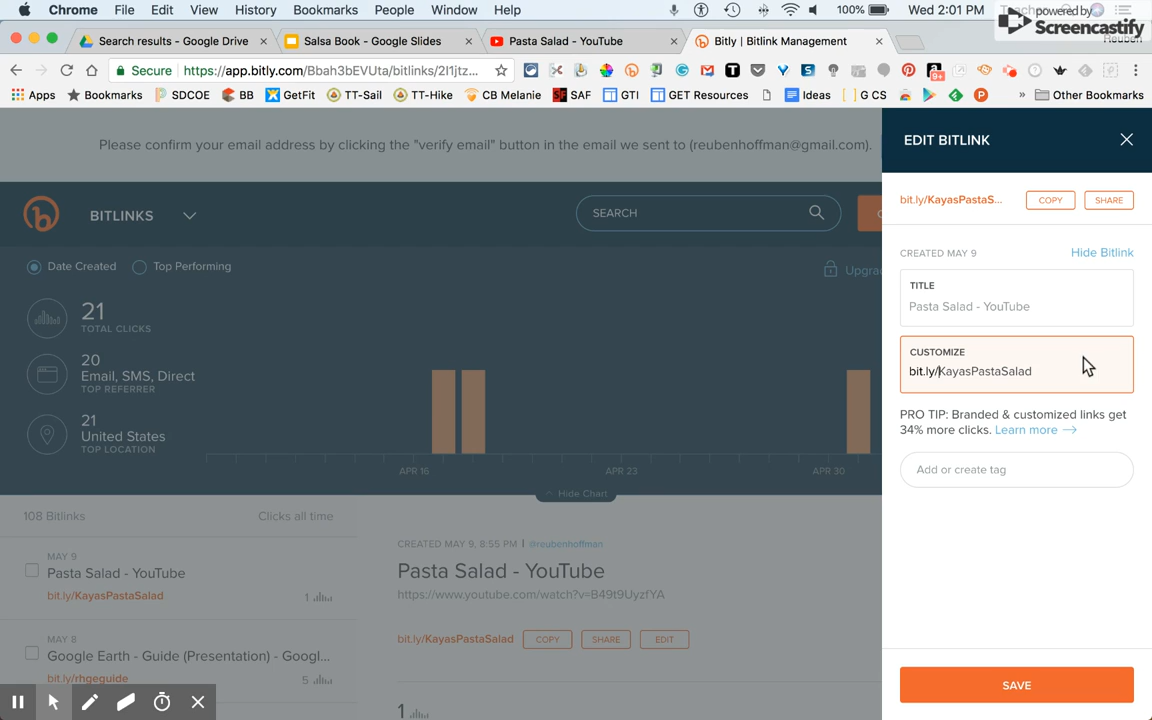 Chrome File Edit View History Bookmarks People Window Help 100% Wed 2:01 PM
powered by
Screencastify
Search results - Google Drive × Salsa Book - Google Slides × Pasta Salad - YouTube × Bitly | Bitlink Management × Reuben
Secure https://app.bitly.com/Bbah3bEVUta/bitlinks/2I1jtz...
Apps Bookmarks SDCOE BB GetFit TT-Sail TT-Hike CB Melanie SAF GTI GET Resources Ideas G CS » Other Bookmarks
Please confirm your email address by clicking the "verify email" button in the email we sent to (reubenhoffman@gmail.com).
EDIT BITLINK
BITLINKS
SEARCH
bit.ly/KayasPastaS... COPY SHARE
Date Created Top Performing
Upgra
CREATED MAY 9 Hide Bitlink
TITLE
Pasta Salad - YouTube
CUSTOMIZE
bit.ly/KayasPastaSalad
PRO TIP: Branded & customized links get
34% more clicks. Learn more →
Add or create tag
SAVE
21
TOTAL CLICKS
20
Email, SMS, Direct
TOP REFERRER
21
United States
TOP LOCATION
APR 16 APR 23 APR 30
Hide Chart
108 Bitlinks Clicks all time
MAY 9
Pasta Salad - YouTube
bit.ly/KayasPastaSalad 1
MAY 8
Google Earth - Guide (Presentation) - Googl...
bit.ly/rhgeguide 5
CREATED MAY 9, 8:55 PM | @reubenhoffman
Pasta Salad - YouTube
https://www.youtube.com/watch?v=B49t9UyzfYA
bit.ly/KayasPastaSalad COPY SHARE EDIT
1